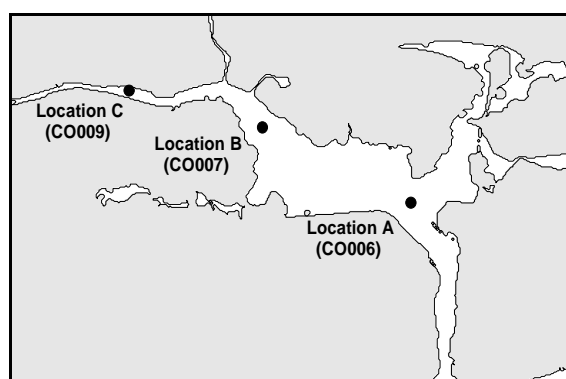 Location C
(CO009)
Location B
(CO007)
Location A
(CO006)